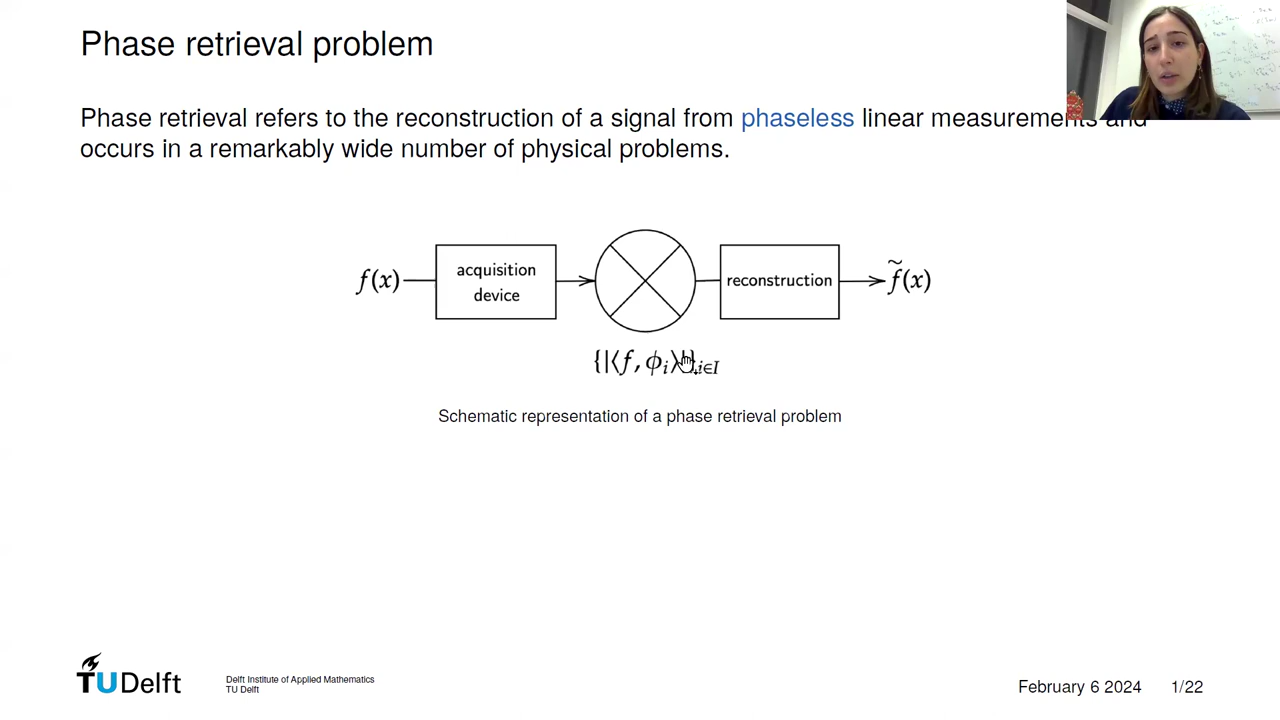 Phase retrieval problem
Phase retrieval refers to the reconstruction of a signal from phaseless linear measurements and
occurs in a remarkably wide number of physical problems.
f(x)
acquisition
device
reconstruction
f̃(x)
{|⟨f, ϕᵢ⟩|}ᵢ∈I
Schematic representation of a phase retrieval problem
TUDelft
Delft Institute of Applied Mathematics
TU Delft
February 6 2024 1/22